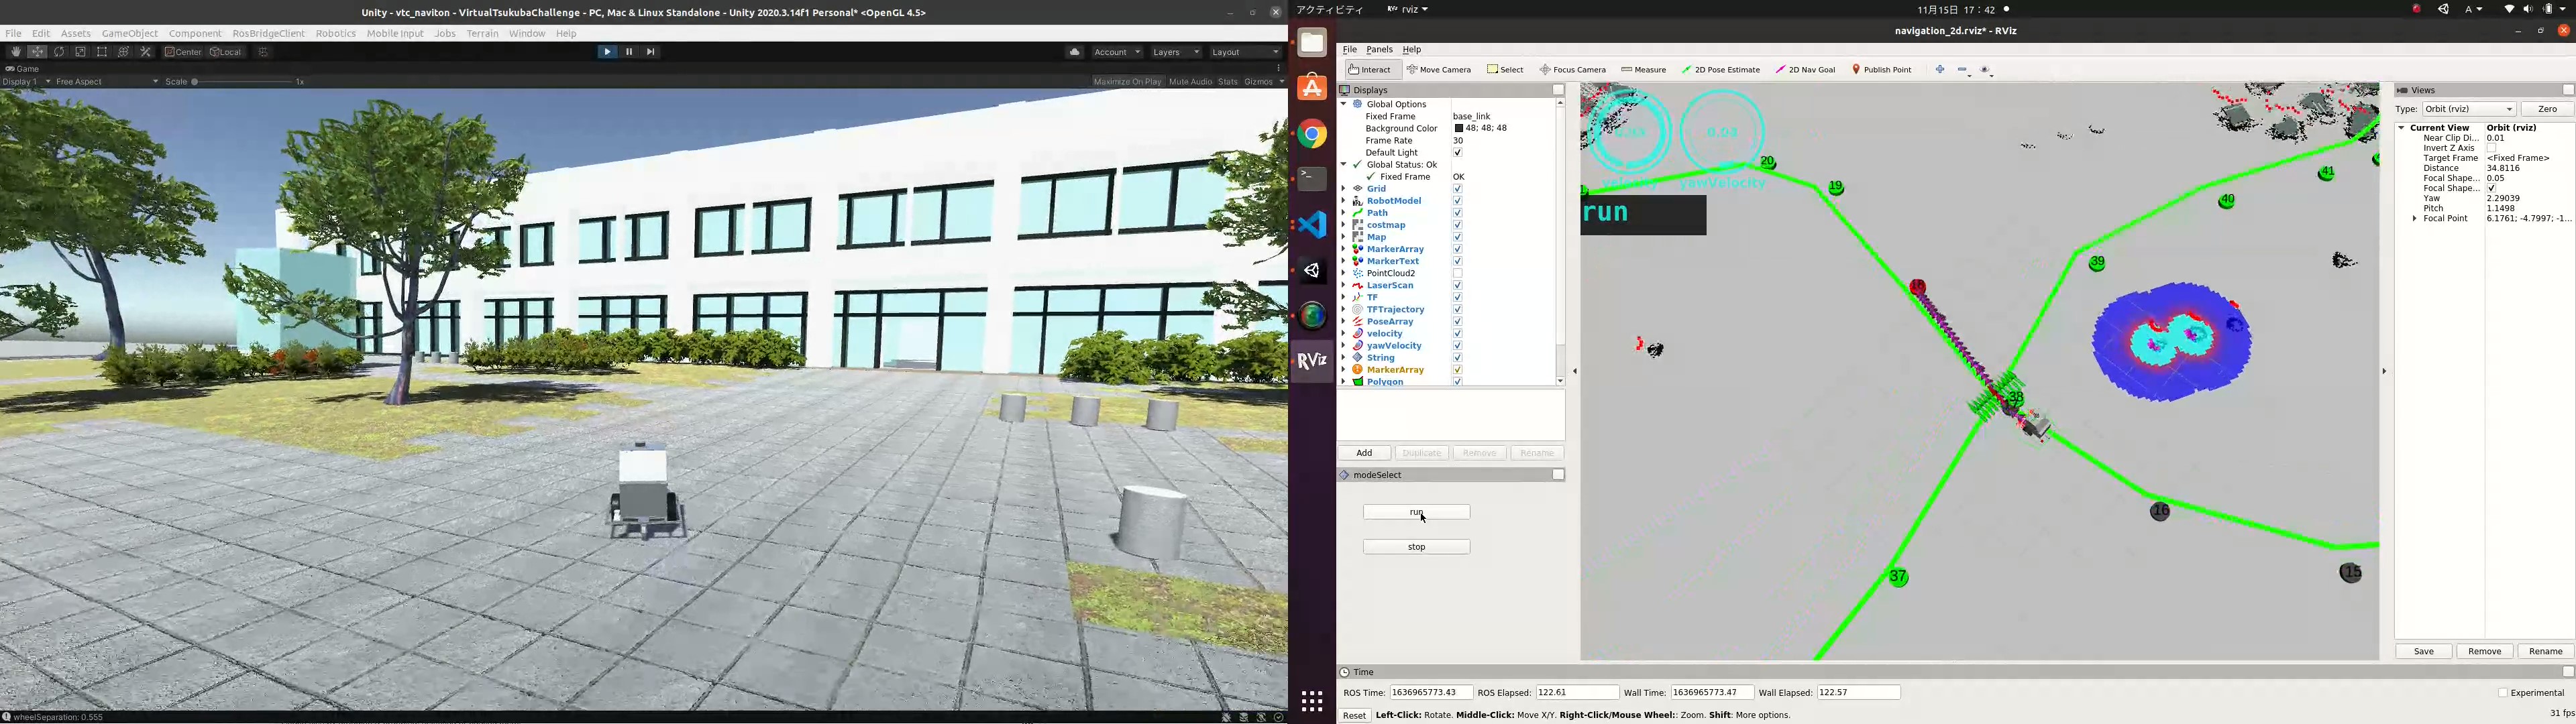 Unity - vtc_naviton - VirtualTsukubaChallenge - PC, Mac & Linux Standalone - Unity 2020.3.14f1 Personal* <OpenGL 4.5>
File Edit Assets GameObject Component RosBridgeClient Robotics Mobile Input Jobs Terrain Window Help
Center Local Account Layers Layout
Game
Display 1 Free Aspect Scale 1x Maximize On Play Mute Audio Stats Gizmos
wheelSeparation: 0.555
アクティビティ rviz 11月15日 17：42 A
navigation_2d.rviz* - RViz
File Panels Help
Interact Move Camera Select Focus Camera Measure 2D Pose Estimate 2D Nav Goal Publish Point
Displays
Global Options
Fixed Frame base_link
Background Color 48; 48; 48
Frame Rate 30
Default Light
Global Status: Ok
Fixed Frame OK
Grid
RobotModel
Path
costmap
Map
MarkerArray
MarkerText
PointCloud2
LaserScan
TF
TFTrajectory
PoseArray
velocity
yawVelocity
String
MarkerArray
Polygon
Add Duplicate Remove Rename
modeSelect
run
stop
RViz
0.03
velocity yawVelocity
run
20
19
18
38
37
39
40
41
16
15
Views
Type: Orbit (rviz) Zero
Current View Orbit (rviz)
Near Clip Di... 0.01
Invert Z Axis
Target Frame <Fixed Frame>
Distance 34.8116
Focal Shape... 0.05
Focal Shape...
Yaw 2.29039
Pitch 1.1498
Focal Point 6.1761; -4.7997; -1...
Save Remove Rename
Time
ROS Time: 1636965773.43 ROS Elapsed: 122.61 Wall Time: 1636965773.47 Wall Elapsed: 122.57 Experimental
Reset Left-Click: Rotate. Middle-Click: Move X/Y. Right-Click/Mouse Wheel:: Zoom. Shift: More options. 31 fps